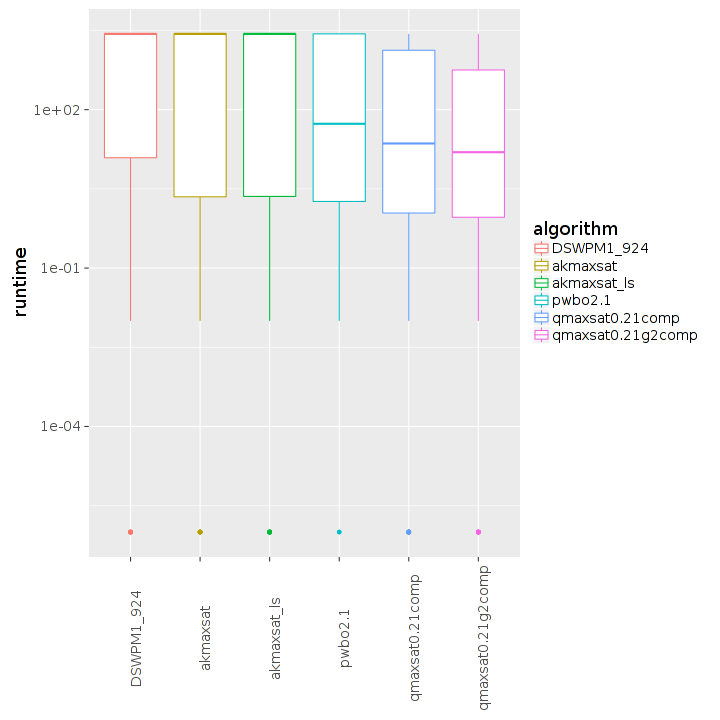 1e+02
1e-01
1e-04
runtime
DSWPM1_924
akmaxsat
akmaxsat_ls
pwbo2.1
qmaxsat0.21comp
qmaxsat0.21g2comp
algorithm
DSWPM1_924
akmaxsat
akmaxsat_ls
pwbo2.1
qmaxsat0.21comp
qmaxsat0.21g2comp